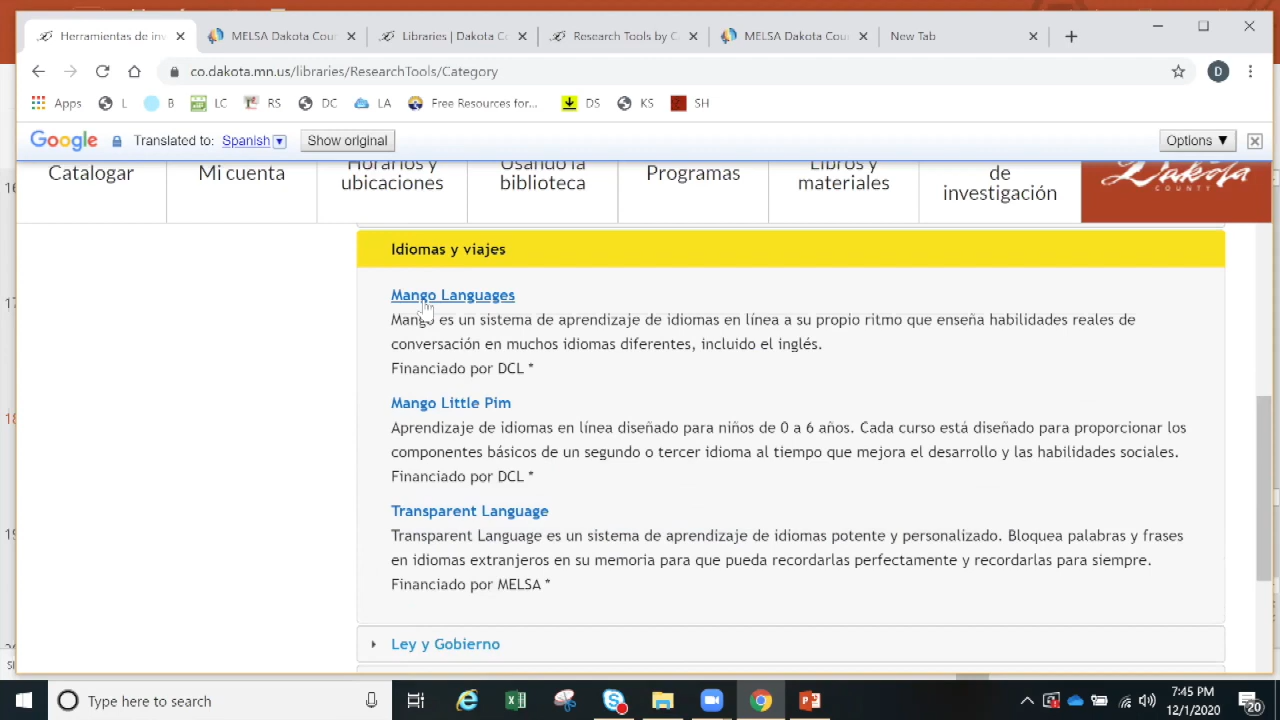 Herramientas de inv
MELSA Dakota Coun
Libraries | Dakota Co
Research Tools by Ca
MELSA Dakota Coun
New Tab
co.dakota.mn.us/libraries/ResearchTools/Category
D
Apps
L
B
LC
RS
DC
LA
Free Resources for...
DS
KS
SH
Google
Translated to: Spanish
Show original
Options ▼
Catalogar
Mi cuenta
Horarios y
ubicaciones
Usando la
biblioteca
Programas
Libros y
materiales
de
investigación
Dakota
COUNTY
Idiomas y viajes
Mango Languages
Mango es un sistema de aprendizaje de idiomas en línea a su propio ritmo que enseña habilidades reales de
conversación en muchos idiomas diferentes, incluido el inglés.
Financiado por DCL *
Mango Little Pim
Aprendizaje de idiomas en línea diseñado para niños de 0 a 6 años. Cada curso está diseñado para proporcionar los
componentes básicos de un segundo o tercer idioma al tiempo que mejora el desarrollo y las habilidades sociales.
Financiado por DCL *
Transparent Language
Transparent Language es un sistema de aprendizaje de idiomas potente y personalizado. Bloquea palabras y frases
en idiomas extranjeros en su memoria para que pueda recordarlas perfectamente y recordarlas para siempre.
Financiado por MELSA *
Ley y Gobierno
Type here to search
7:45 PM
12/1/2020
20